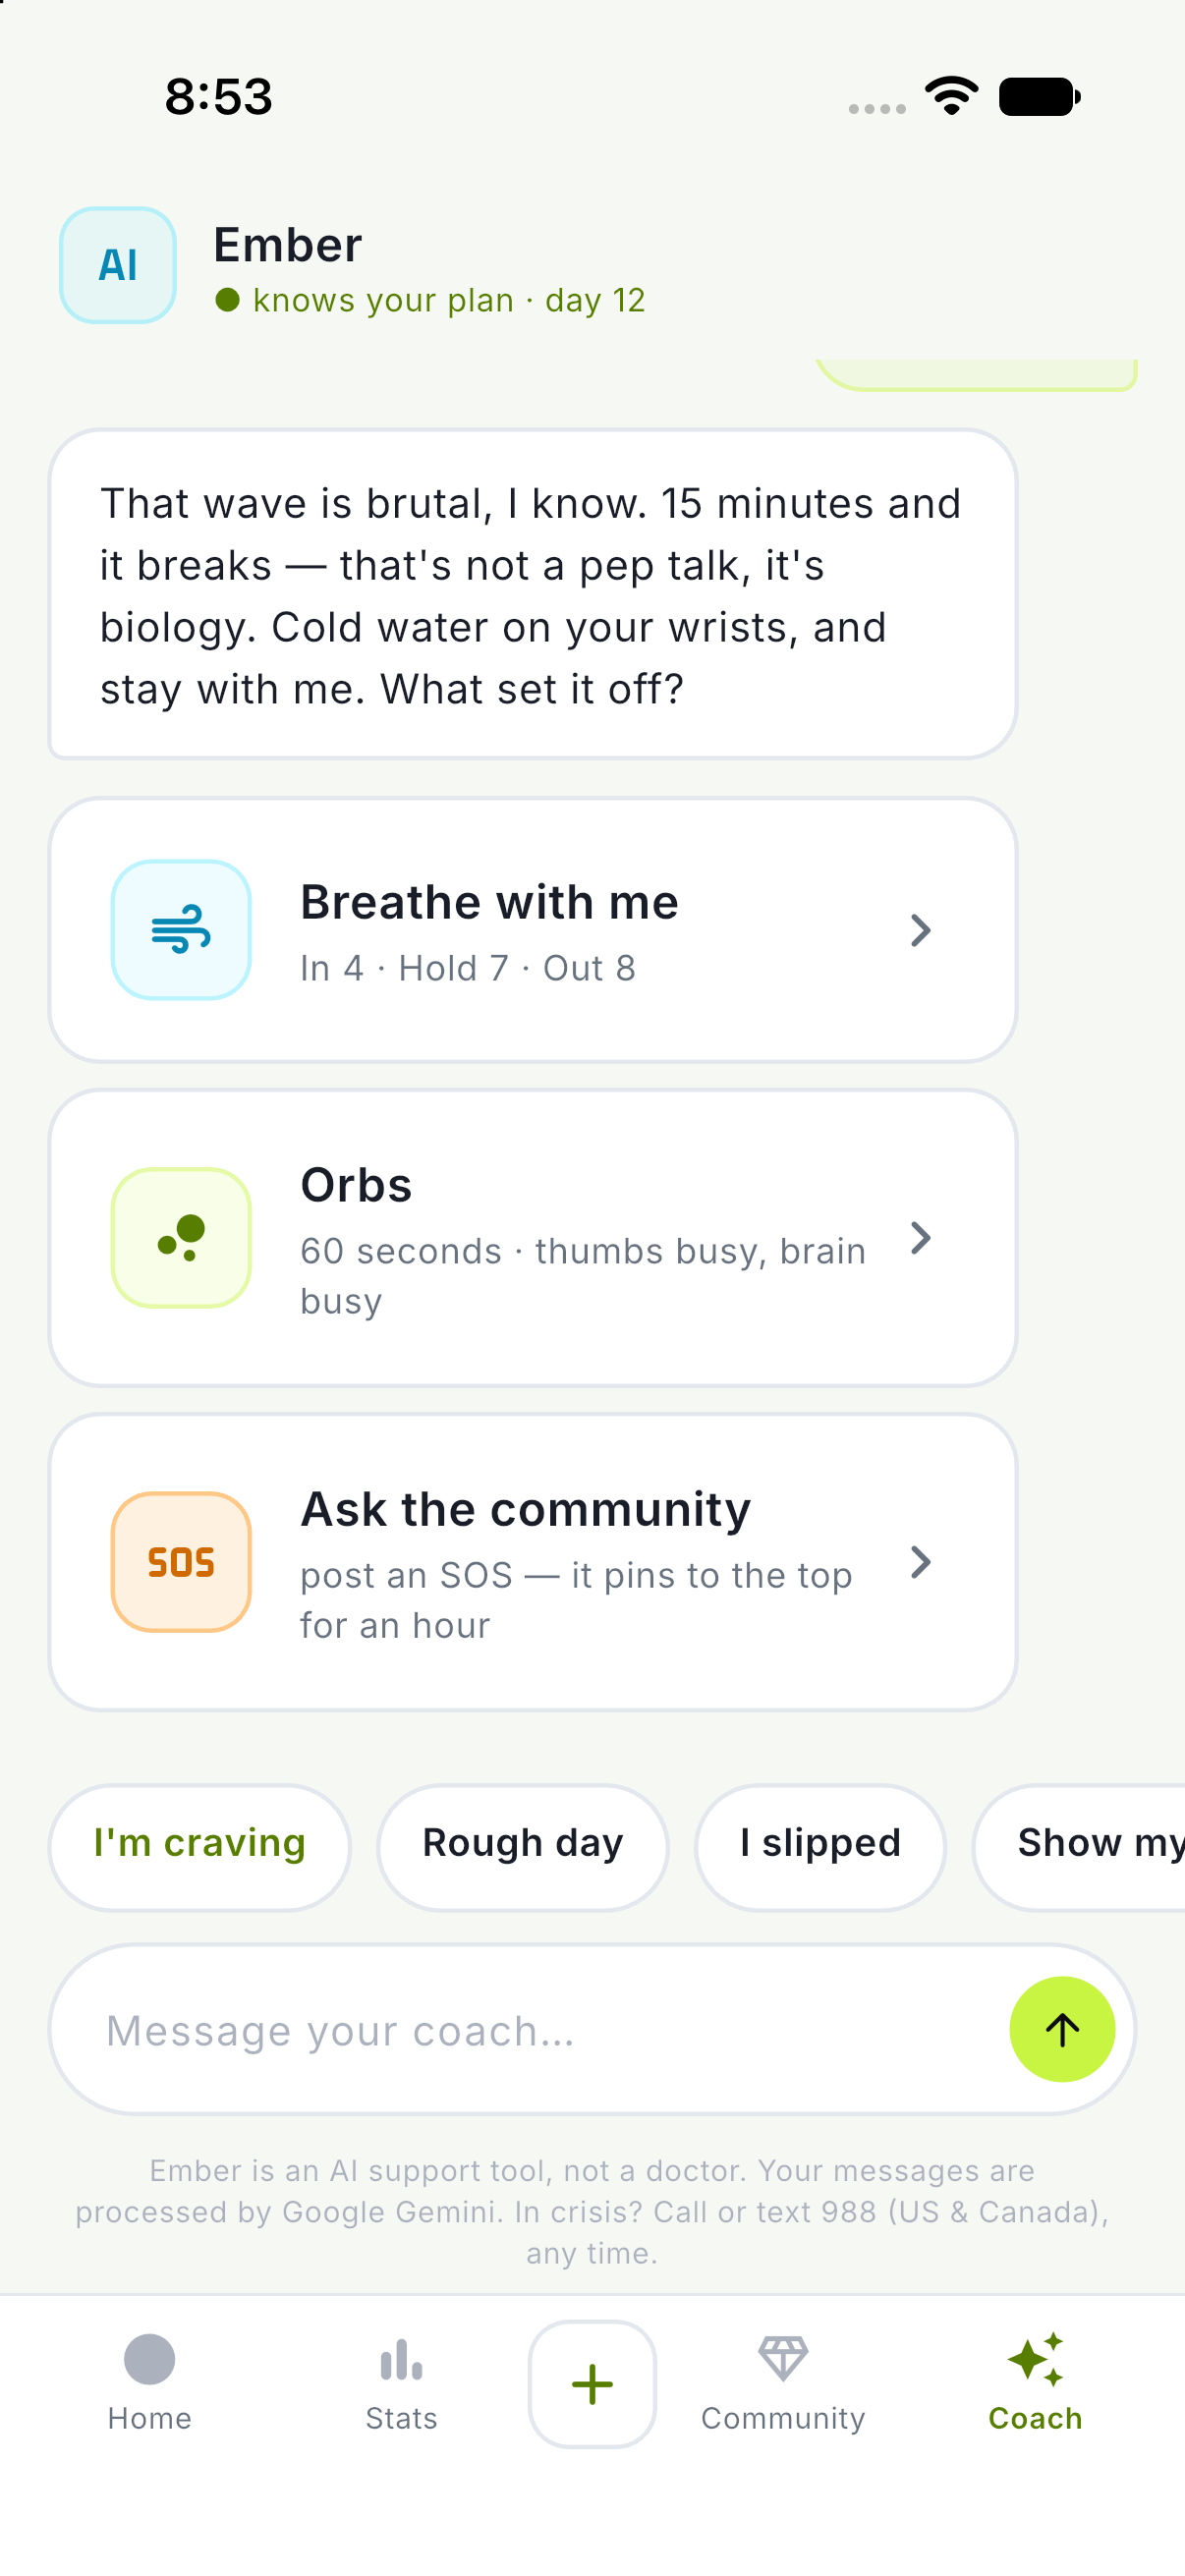 8:53
AI
Ember
knows your plan · day 12
That wave is brutal, I know. 15 minutes and
it breaks — that's not a pep talk, it's
biology. Cold water on your wrists, and
stay with me. What set it off?
Breathe with me
In 4 · Hold 7 · Out 8
Orbs
60 seconds · thumbs busy, brain
busy
SOS
Ask the community
post an SOS — it pins to the top
for an hour
I'm craving
Rough day
I slipped
Show my
Message your coach...
Ember is an AI support tool, not a doctor. Your messages are
processed by Google Gemini. In crisis? Call or text 988 (US & Canada),
any time.
Home
Stats
Community
Coach